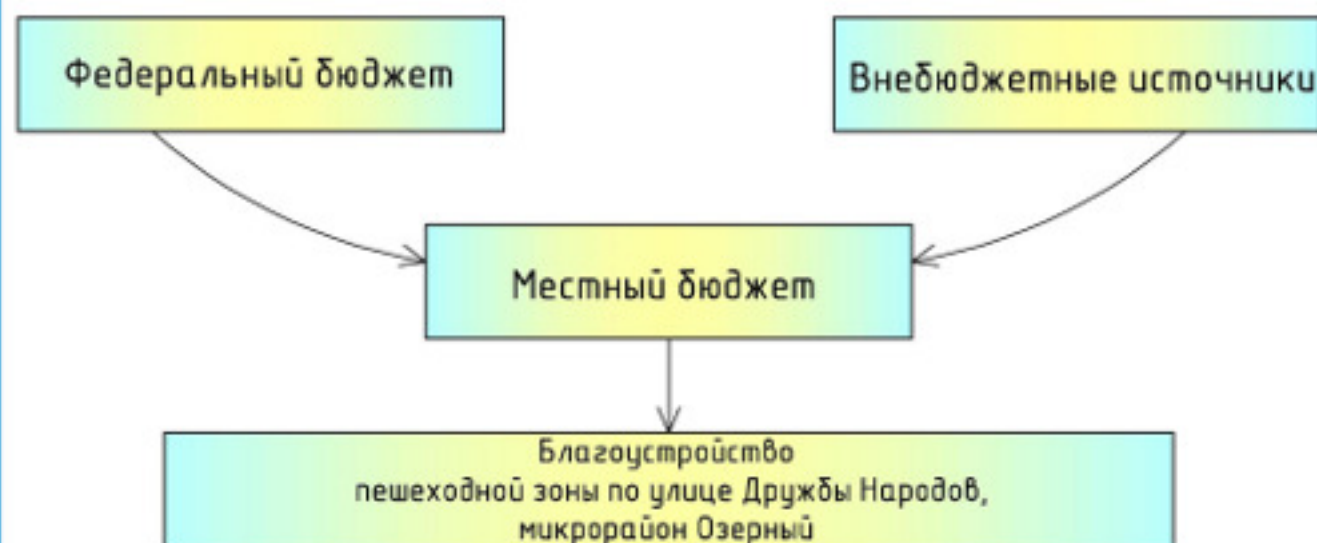 Федеральный бюджет
Внебюджетные источники
Местный бюджет
Благоустройство
пешеходной зоны по улице Дружбы Народов,
микрорайон Озерный